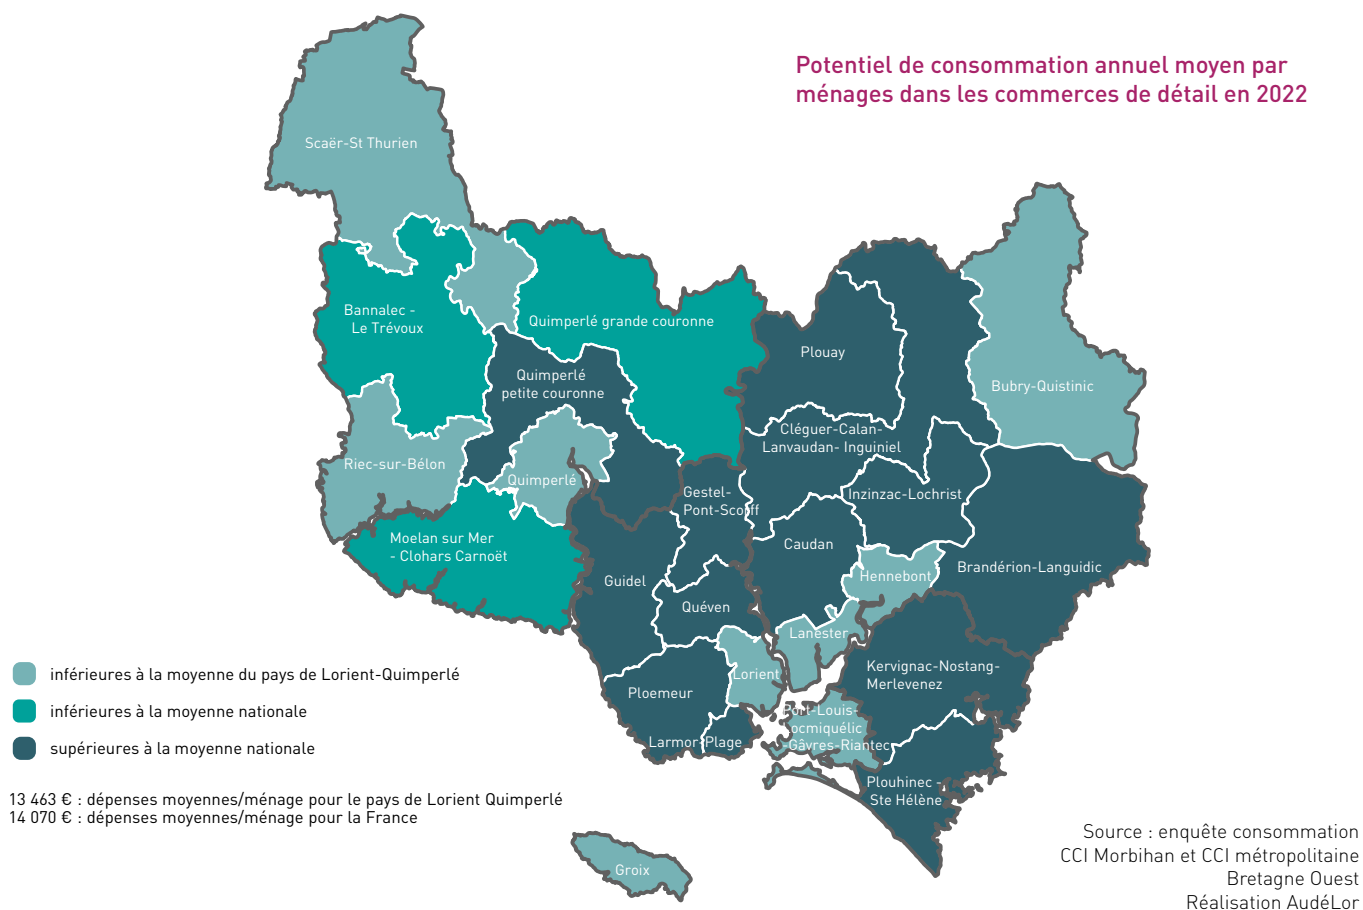 Potentiel de consommation annuel moyen par
ménages dans les commerces de détail en 2022
Scaër-St Thurien
Bannalec -
Le Trévoux
Quimperlé grande couronne
Plouay
Quimperlé
petite couronne
Bubry-Quistinic
Cléguer-Calan-
Lanvaudan- Inguiniel
Riec-sur-Bélon
Quimperlé
Gestel-
Pont-Scorff
Inzinzac-Lochrist
Moelan sur Mer
- Clohars Carnoët
Caudan
Guidel
Hennebont
Brandérion-Languidic
Quéven
Lanester
Kervignac-Nostang-
Merlevenez
Lorient
Ploemeur
Port-Louis-
ocmiquélic
-Gâvres-Riantec
Larmor-Plage
Plouhinec -
Ste Hélène
Groix
inférieures à la moyenne du pays de Lorient-Quimperlé
inférieures à la moyenne nationale
supérieures à la moyenne nationale
13 463 € : dépenses moyennes/ménage pour le pays de Lorient Quimperlé
14 070 € : dépenses moyennes/ménage pour la France
Source : enquête consommation
CCI Morbihan et CCI métropolitaine
Bretagne Ouest
Réalisation AudéLor